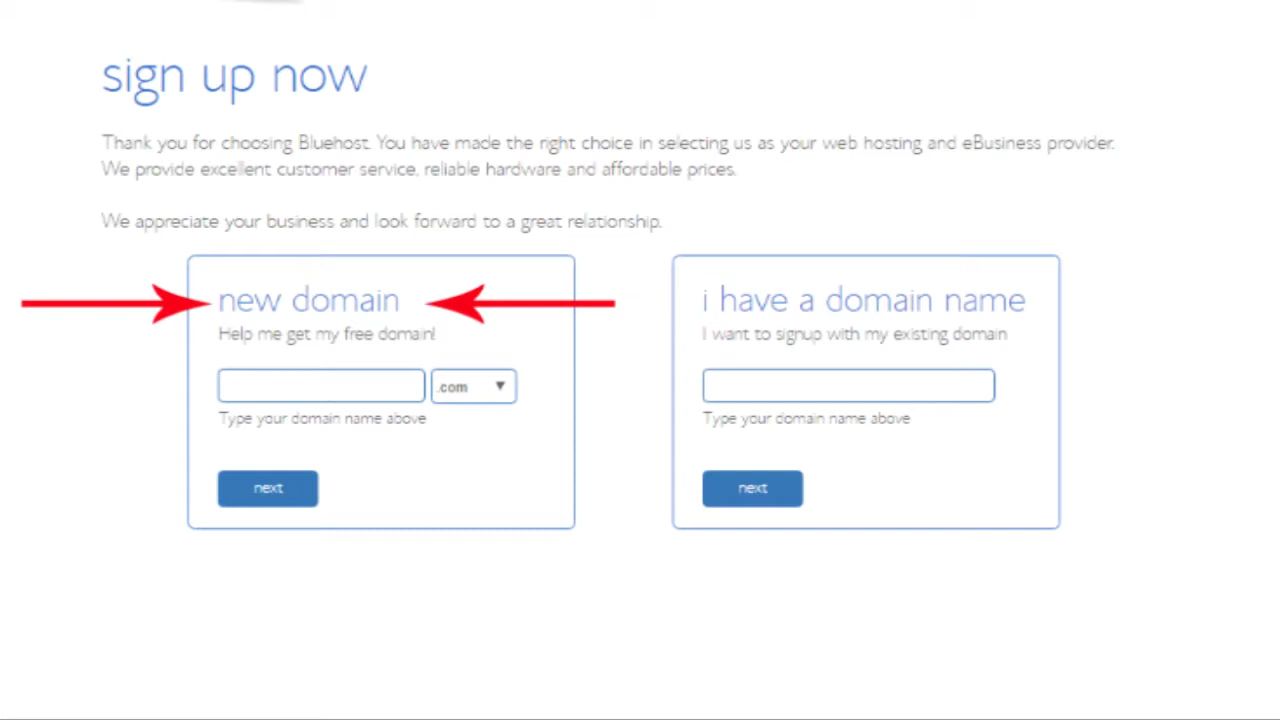 sign up now
Thank you for choosing Bluehost. You have made the right choice in selecting us as your web hosting and eBusiness provider.
We provide excellent customer service, reliable hardware and affordable prices.
We appreciate your business and look forward to a great relationship.
new domain
Help me get my free domain!
.com
Type your domain name above
next
i have a domain name
I want to signup with my existing domain
Type your domain name above
next